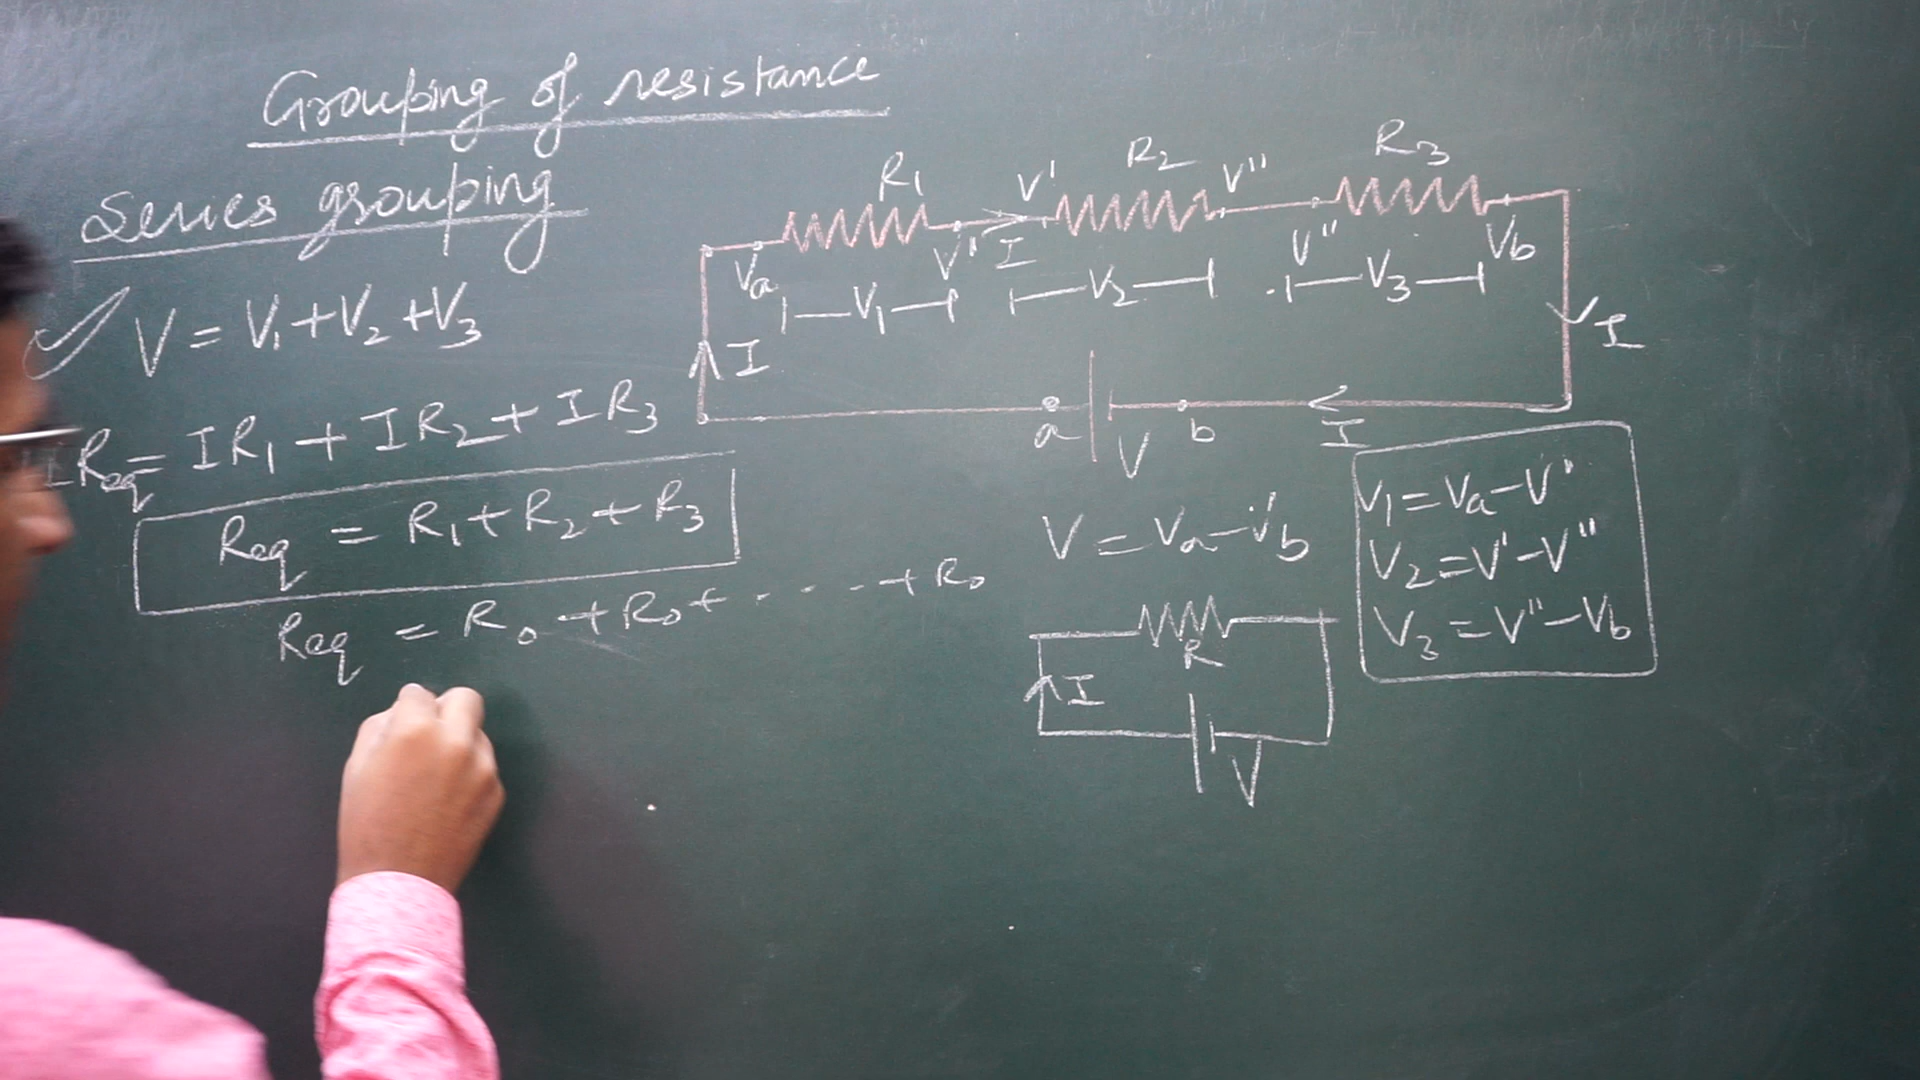 Grouping of resistance
Series grouping
V = V₁ + V₂ + V₃
IReq = IR₁ + IR₂ + IR₃
Req = R₁ + R₂ + R₃
Req = R₀ + R₀ + . . . . + R₀
R₁ V' R₂ V'' R₃
Va V' I V'' Vb
V₁ V₂ V₃
I I
a V b I
V = Va - Vb
V₁ = Va - V'
V₂ = V' - V''
V₃ = V'' - Vb
R
I
V